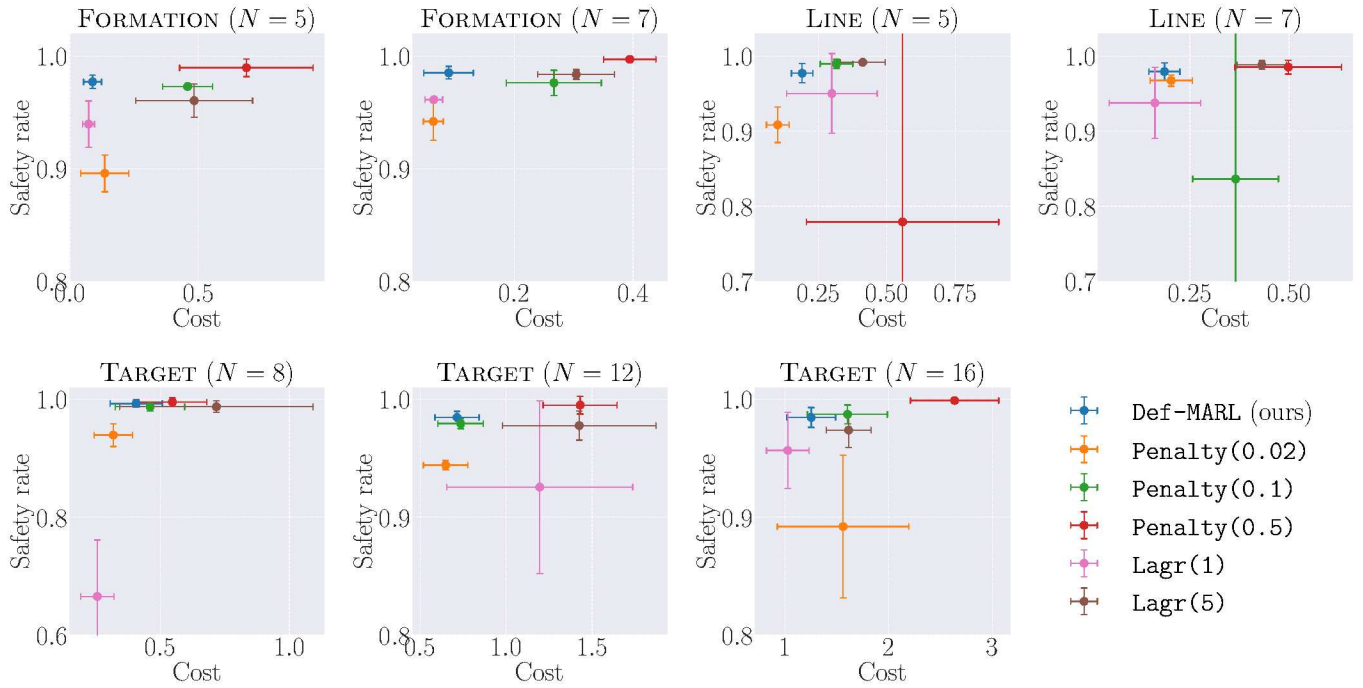 FORMATION (N = 5)
1.0
0.9
0.8
0.0
0.5
Safety rate
Cost
FORMATION (N = 7)
1.0
0.9
0.8
0.2
0.4
Safety rate
Cost
LINE (N = 5)
1.0
0.9
0.8
0.7
0.25
0.50
0.75
Safety rate
Cost
LINE (N = 7)
1.0
0.9
0.8
0.7
0.25
0.50
Safety rate
Cost
TARGET (N = 8)
1.0
0.8
0.6
0.5
1.0
Safety rate
Cost
TARGET (N = 12)
1.0
0.9
0.8
0.5
1.0
1.5
Safety rate
Cost
TARGET (N = 16)
1.0
0.9
0.8
1
2
3
Safety rate
Cost
Def-MARL (ours)
Penalty(0.02)
Penalty(0.1)
Penalty(0.5)
Lagr(1)
Lagr(5)